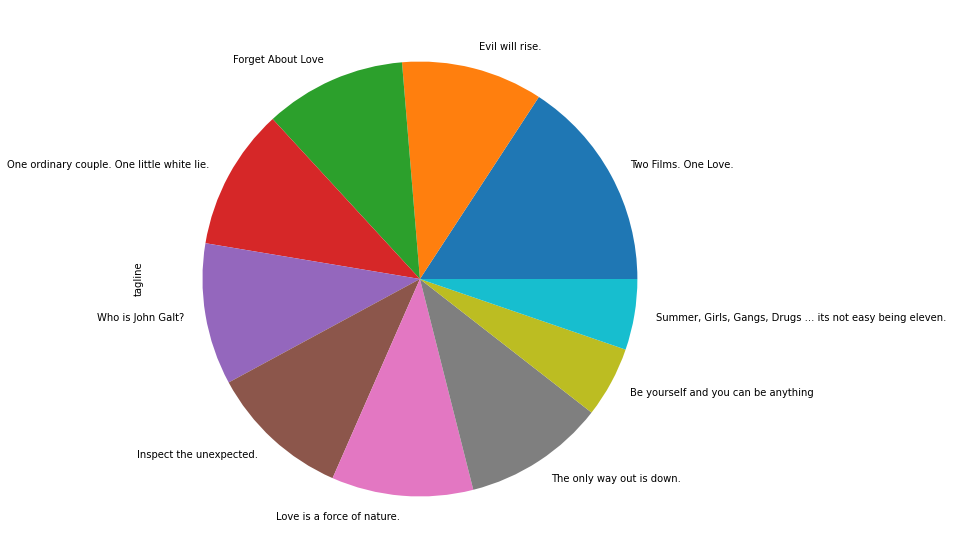 Evil will rise.
Forget About Love
Two Films. One Love.
One ordinary couple. One little white lie.
tagline
Who is John Galt?
Summer, Girls, Gangs, Drugs ... its not easy being eleven.
Be yourself and you can be anything
Inspect the unexpected.
The only way out is down.
Love is a force of nature.